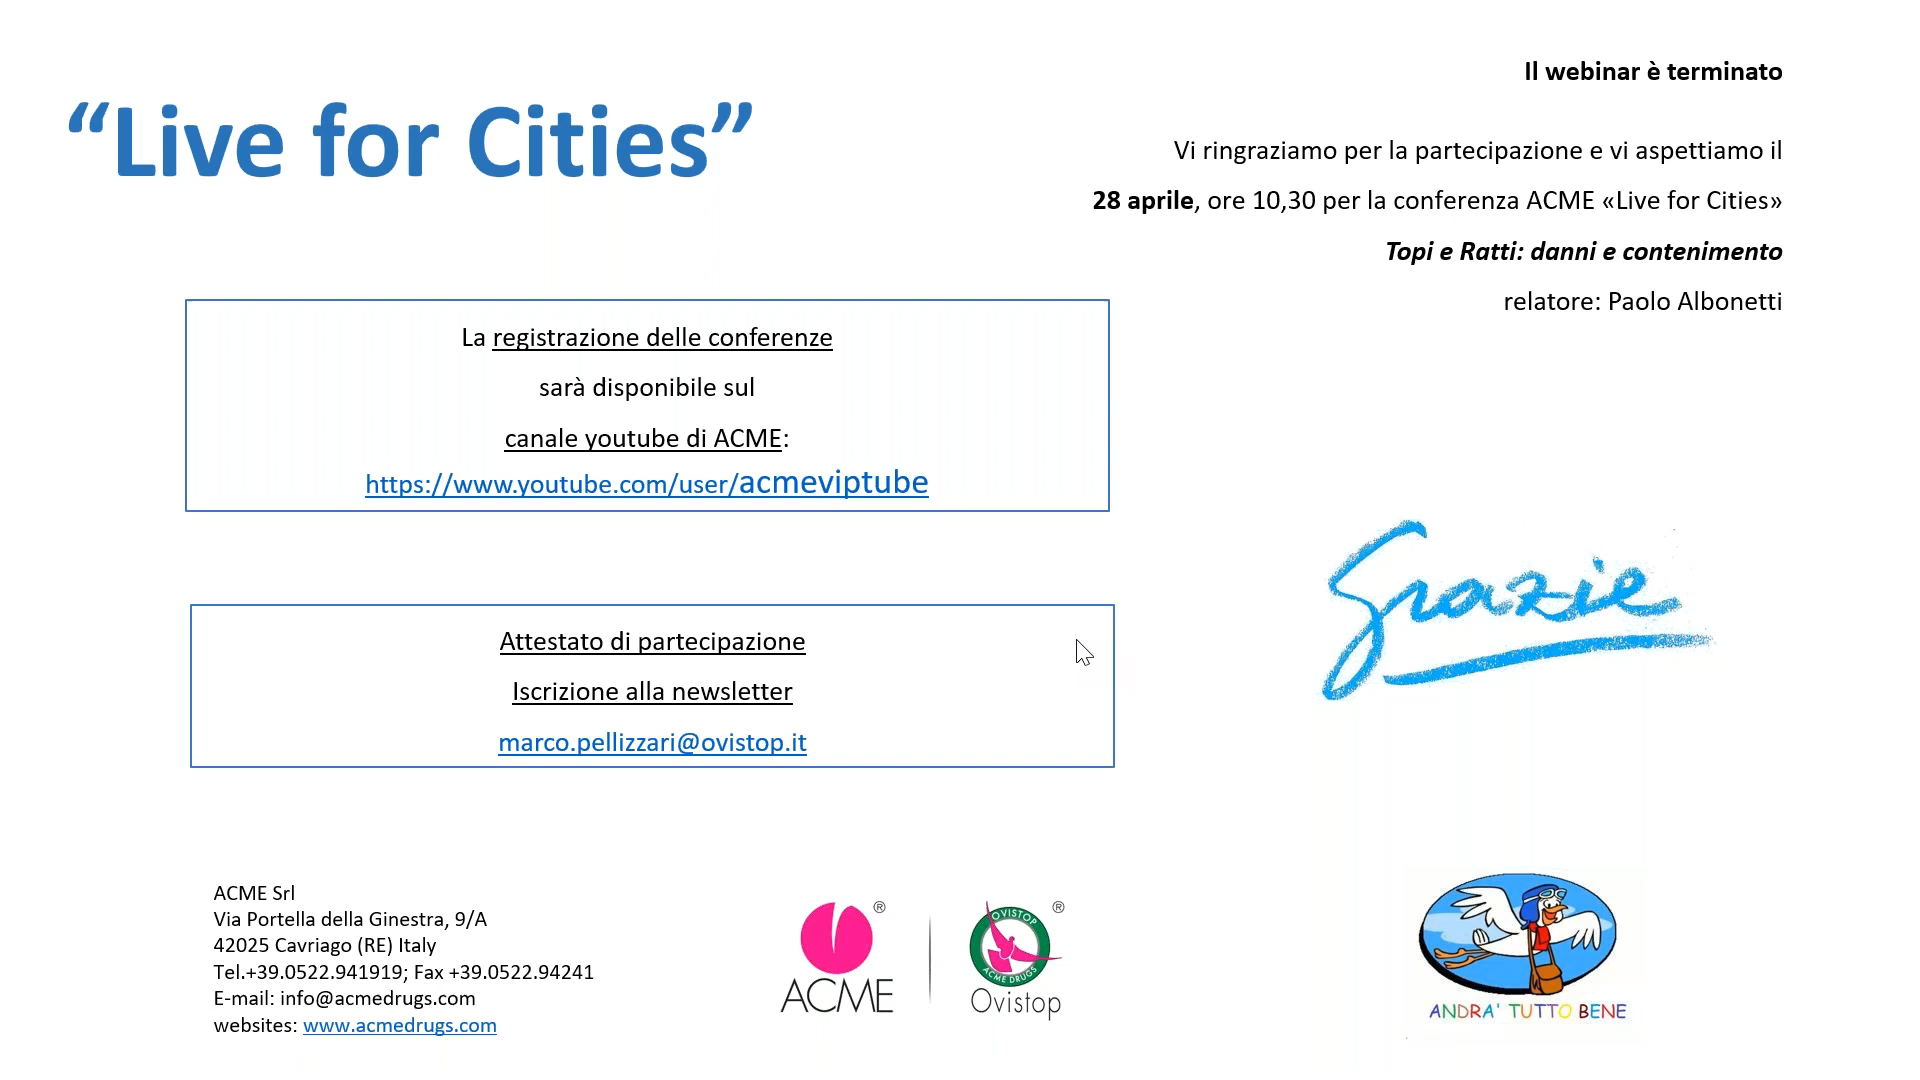 “Live for Cities”
Il webinar è terminato
Vi ringraziamo per la partecipazione e vi aspettiamo il
28 aprile, ore 10,30 per la conferenza ACME «Live for Cities»
Topi e Ratti: danni e contenimento
relatore: Paolo Albonetti
La registrazione delle conferenze
sarà disponibile sul
canale youtube di ACME:
https://www.youtube.com/user/acmeviptube
Grazie
Attestato di partecipazione
Iscrizione alla newsletter
marco.pellizzari@ovistop.it
ACME Srl
Via Portella della Ginestra, 9/A
42025 Cavriago (RE) Italy
Tel.+39.0522.941919; Fax +39.0522.94241
E-mail: info@acmedrugs.com
websites: www.acmedrugs.com
®
ACME
®
OVISTOP
ACME DRUGS
Ovistop
ANDRA' TUTTO BENE